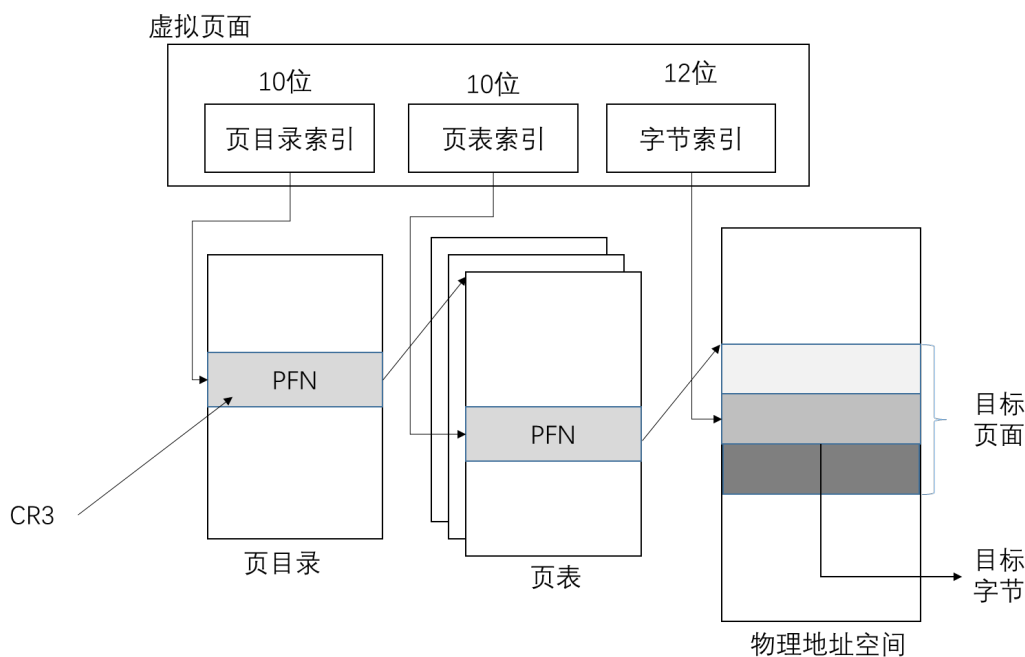 虚拟页面
10位
10位
12位
页目录索引
页表索引
字节索引
PFN
PFN
目标
页面
CR3
页目录
页表
目标
字节
物理地址空间